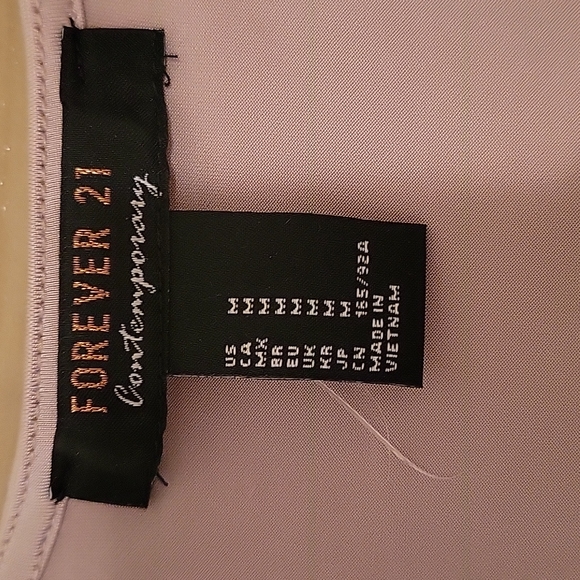 FOREVER 21
Contemporary
US M
CA M
MX M
BR M
EU M
UK M
KR M
JP M
CN 165/92A
MADE IN
VIETNAM